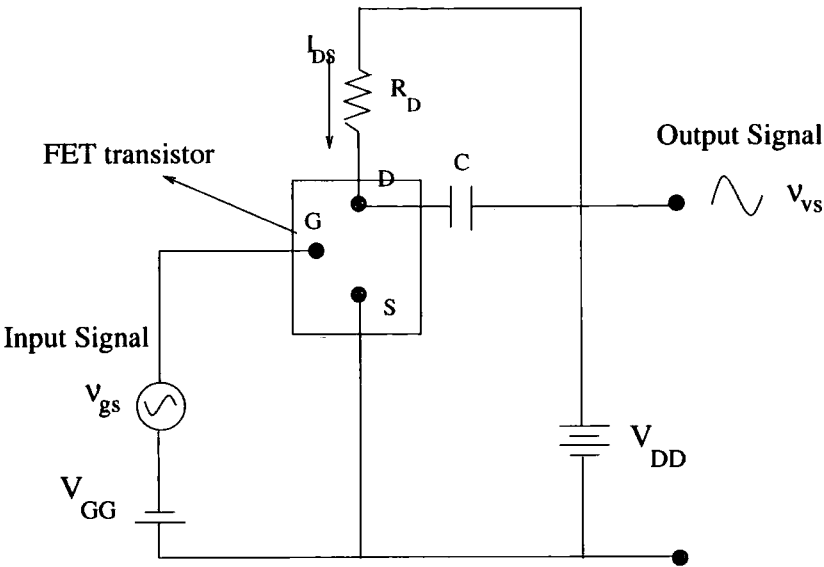 I_DS
R_D
Output Signal
FET transistor
D
C
G
ν_vs
S
Input Signal
ν_gs
V_DD
V_GG